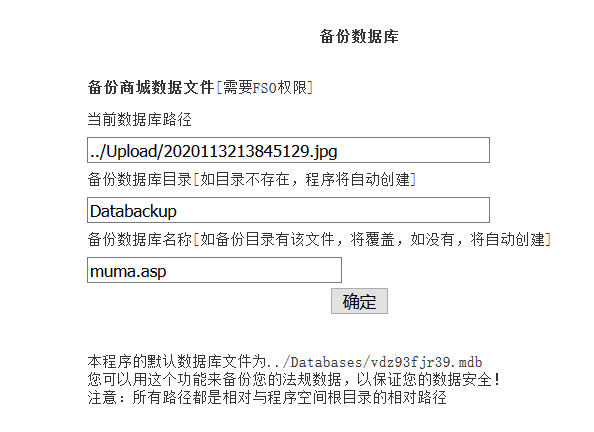 备份数据库
备份商城数据文件[需要FSO权限]
当前数据库路径
../Upload/2020113213845129.jpg
备份数据库目录[如目录不存在，程序将自动创建]
Databackup
备份数据库名称[如备份目录有该文件，将覆盖，如没有，将自动创建]
muma.asp
确定
本程序的默认数据库文件为../Databases/vdz93fjr39.mdb
您可以用这个功能来备份您的法规数据，以保证您的数据安全！
注意：所有路径都是相对与程序空间根目录的相对路径